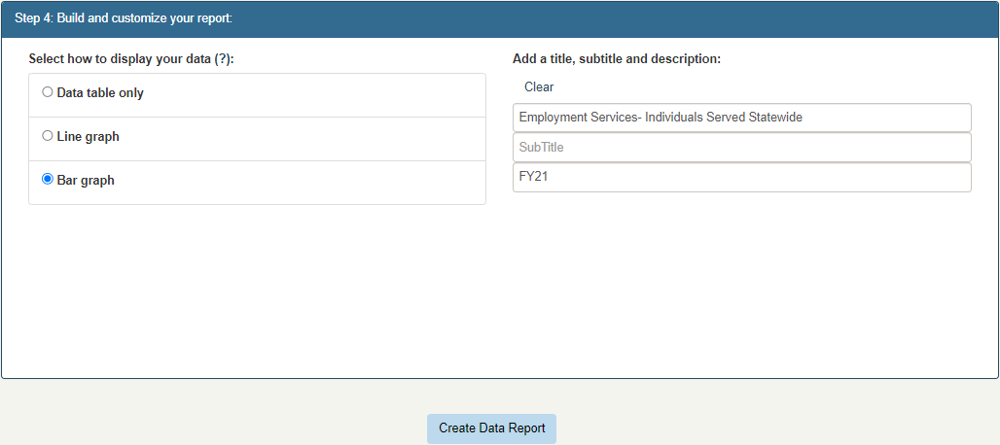 Step 4: Build and customize your report:
Select how to display your data (?):
Data table only
Line graph
Bar graph
Add a title, subtitle and description:
Clear
Employment Services- Individuals Served Statewide
SubTitle
FY21
Create Data Report